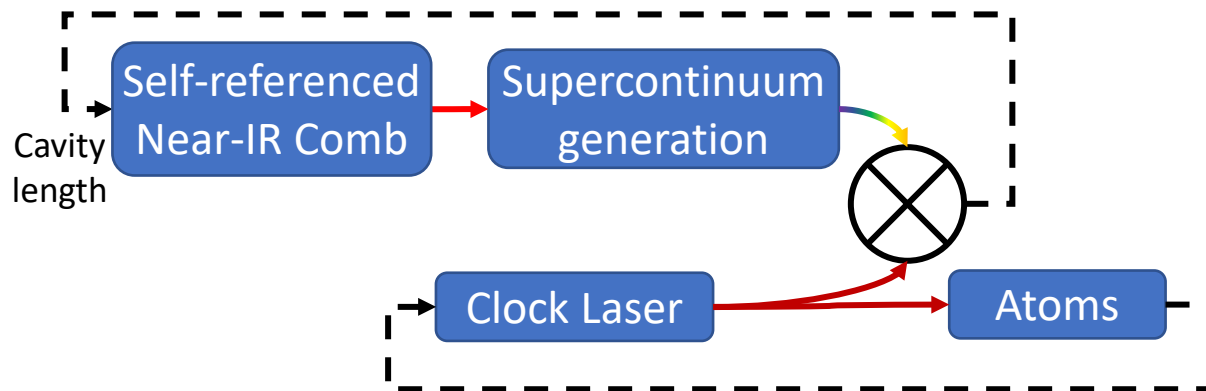 Self-referenced
Near-IR Comb
Supercontinuum
generation
Cavity
length
Clock Laser
Atoms